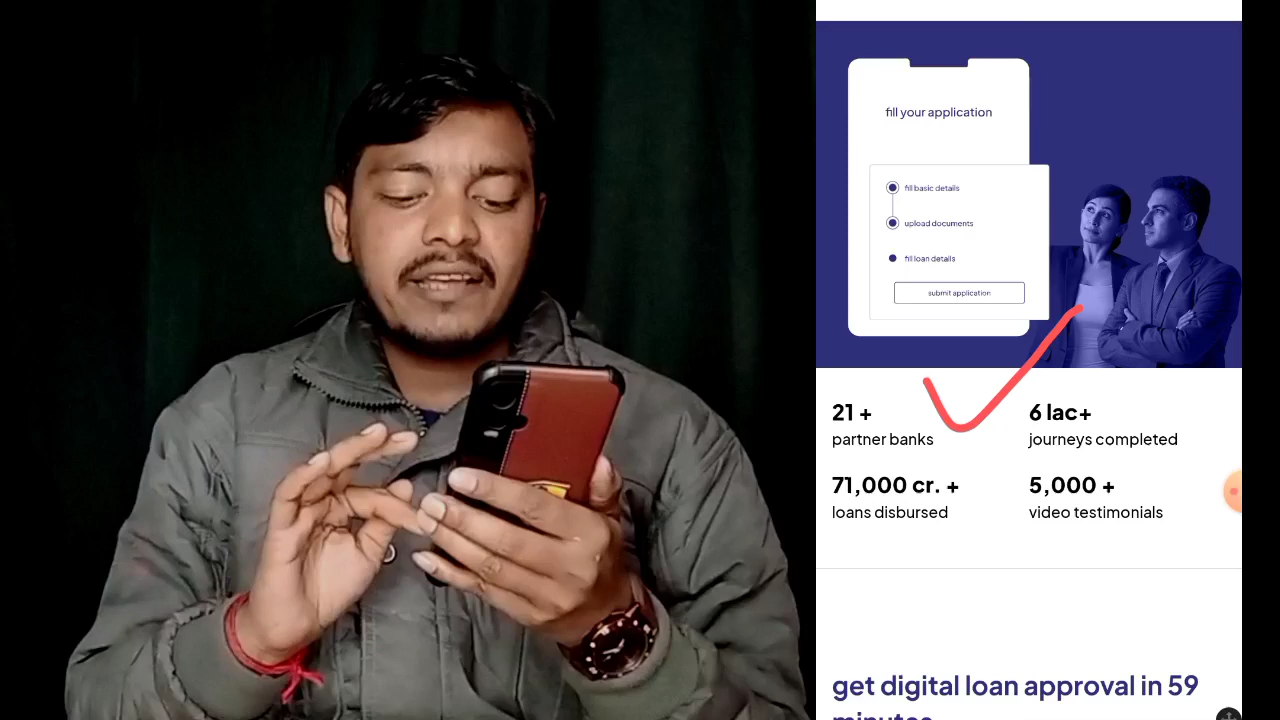 fill your application
fill basic details
upload documents
fill loan details
submit application
21 +
partner banks
6 lac+
journeys completed
71,000 cr. +
loans disbursed
5,000 +
video testimonials
get digital loan approval in 59
minutes